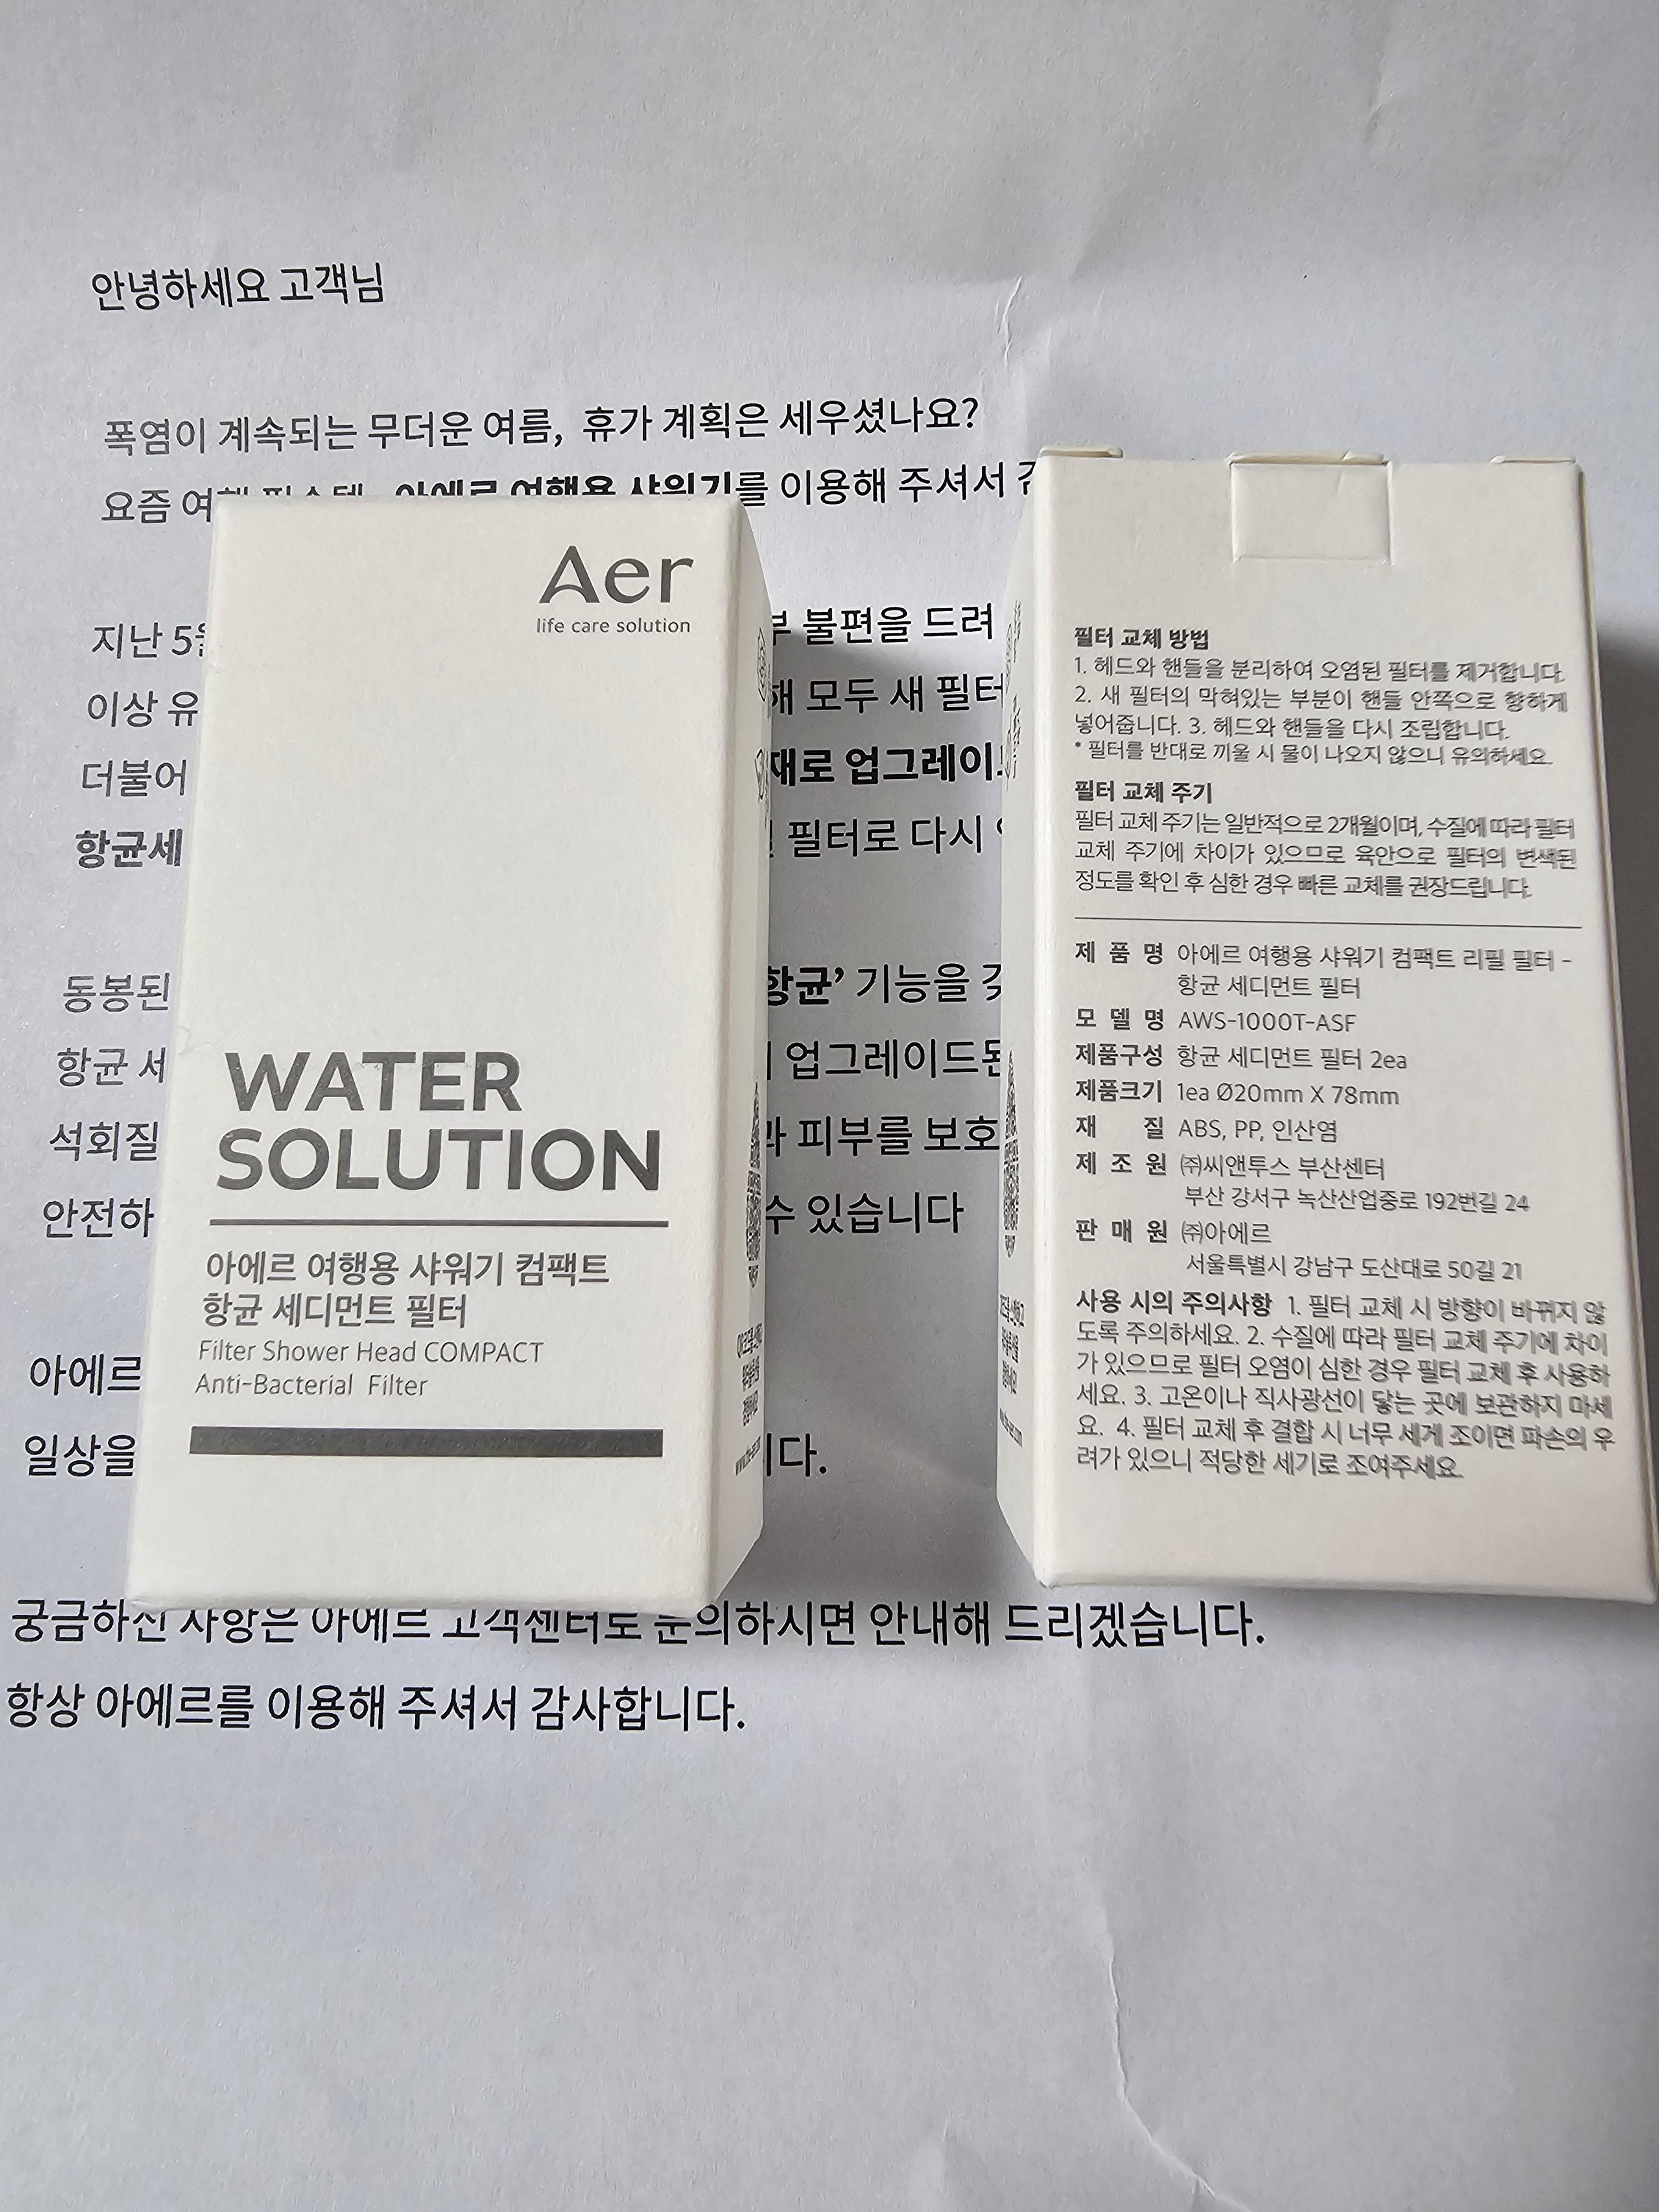 안녕하세요 고객님
폭염이 계속되는 무더운 여름, 휴가 계획은 세우셨나요?
요즘 여행 필수템, 아에르 여행용 샤워기를 이용해 주셔서
지난 5월
불편을 드려
이상 유
모두 새 필터
더불어
업그레이드
항균세
필터로 다시
동봉된
항균’ 기능을
항균 세
업그레이드된
석회질
피부를 보호
안전하
수 있습니다
아에르
일상을
니다.
궁금하신 사항은 아에르 고객센터로 문의하시면 안내해 드리겠습니다.
항상 아에르를 이용해 주셔서 감사합니다.
Aer
life care solution
WATER
SOLUTION
아에르 여행용 샤워기 컴팩트
항균 세디먼트 필터
Filter Shower Head COMPACT
Anti-Bacterial Filter
필터 교체 방법
1. 헤드와 핸들을 분리하여 오염된 필터를 제거합니다.
2. 새 필터의 막혀있는 부분이 핸들 안쪽으로 향하게
넣어줍니다. 3. 헤드와 핸들을 다시 조립합니다.
* 필터를 반대로 끼울 시 물이 나오지 않으니 유의하세요.
필터 교체 주기
필터 교체 주기는 일반적으로 2개월이며, 수질에 따라 필터
교체 주기에 차이가 있으므로 육안으로 필터의 변색된
정도를 확인 후 심한 경우 빠른 교체를 권장드립니다.
제 품 명 아에르 여행용 샤워기 컴팩트 리필 필터 -
항균 세디먼트 필터
모 델 명 AWS-1000T-ASF
제품구성 항균 세디먼트 필터 2ea
제품크기 1ea Ø20mm X 78mm
재 질 ABS, PP, 인산염
제 조 원 ㈜씨앤투스 부산센터
부산 강서구 녹산산업중로 192번길 24
판 매 원 ㈜아에르
서울특별시 강남구 도산대로 50길 21
사용 시의 주의사항 1. 필터 교체 시 방향이 바뀌지 않
도록 주의하세요. 2. 수질에 따라 필터 교체 주기에 차이
가 있으므로 필터 오염이 심한 경우 필터 교체 후 사용하
세요. 3. 고온이나 직사광선이 닿는 곳에 보관하지 마세
요. 4. 필터 교체 후 결합 시 너무 세게 조이면 파손의 우
려가 있으니 적당한 세기로 조여주세요.